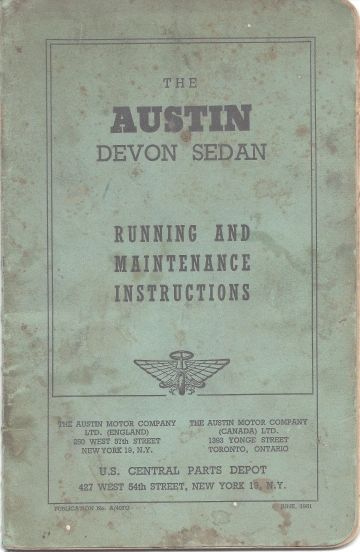 THE
AUSTIN
DEVON SEDAN
RUNNING AND
MAINTENANCE
INSTRUCTIONS
THE AUSTIN MOTOR COMPANY
LTD. (ENGLAND)
250 WEST 57th STREET
NEW YORK 19, N.Y.
THE AUSTIN MOTOR COMPANY
(CANADA) LTD.
1393 YONGE STREET
TORONTO, ONTARIO
U.S. CENTRAL PARTS DEPOT
427 WEST 54th STREET, NEW YORK 19, N.Y.
PUBLICATION No.
JUNE, 1951